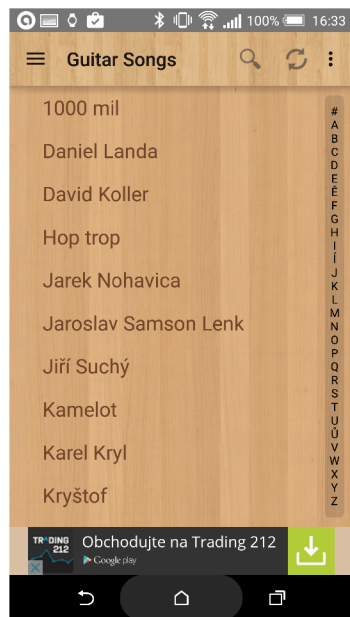 100% 16:33
Guitar Songs
1000 mil
Daniel Landa
David Koller
Hop trop
Jarek Nohavica
Jaroslav Samson Lenk
Jiří Suchý
Kamelot
Karel Kryl
Kryštof
#
A
B
C
D
E
É
F
G
H
I
Í
J
K
L
M
N
O
P
Q
R
S
T
U
Ů
V
W
X
Y
Z
TRADING
212
Obchodujte na Trading 212
Google play